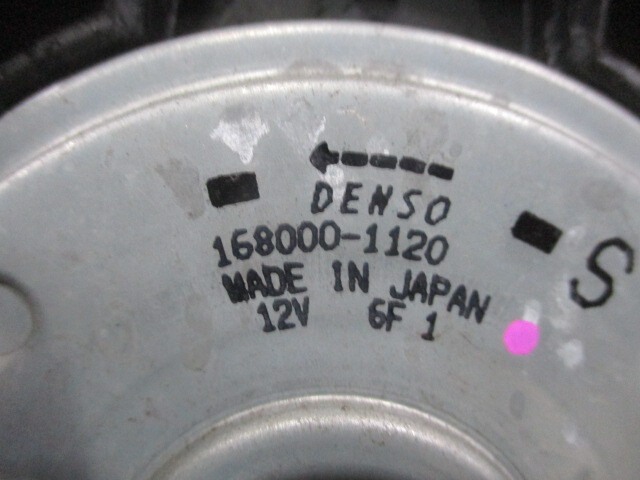 DENSO
168000-1120
MADE IN JAPAN
12V 6F 1
S